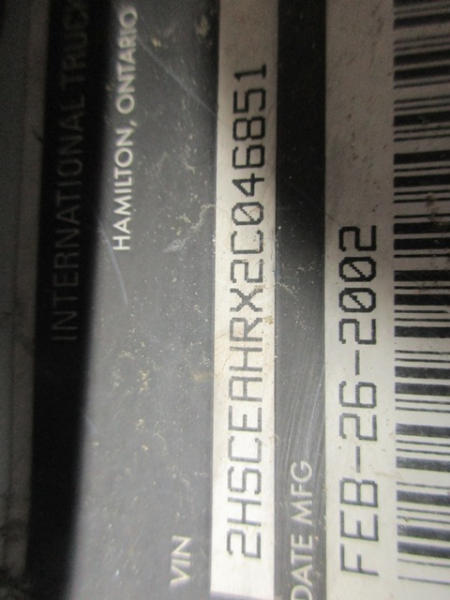 INTERNATIONAL TRUCK
HAMILTON, ONTARIO
VIN
2HSCEAHRX2C046851
DATE MFG
FEB-26-2002